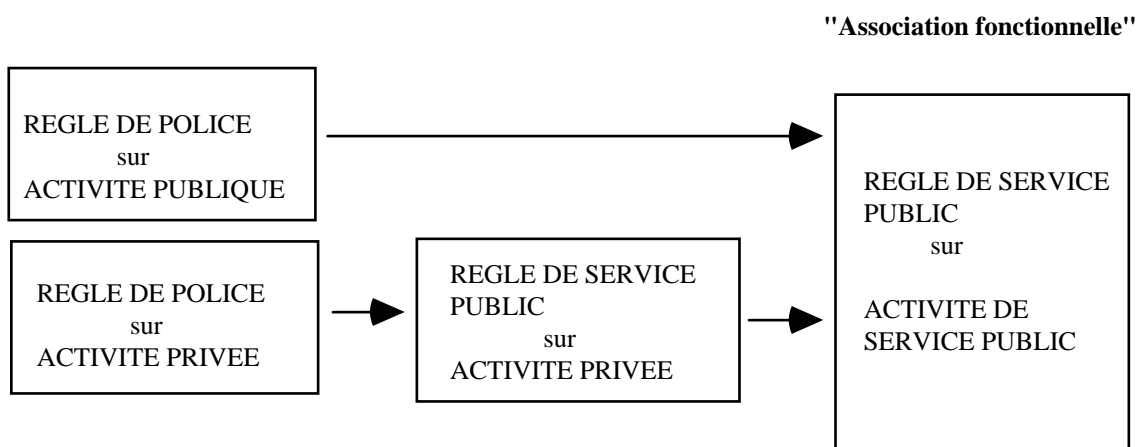 "Association fonctionnelle"
REGLE DE POLICE
sur
ACTIVITE PUBLIQUE
REGLE DE POLICE
sur
ACTIVITE PRIVEE
REGLE DE SERVICE
PUBLIC
sur
ACTIVITE PRIVEE
REGLE DE SERVICE
PUBLIC
sur
ACTIVITE DE
SERVICE PUBLIC